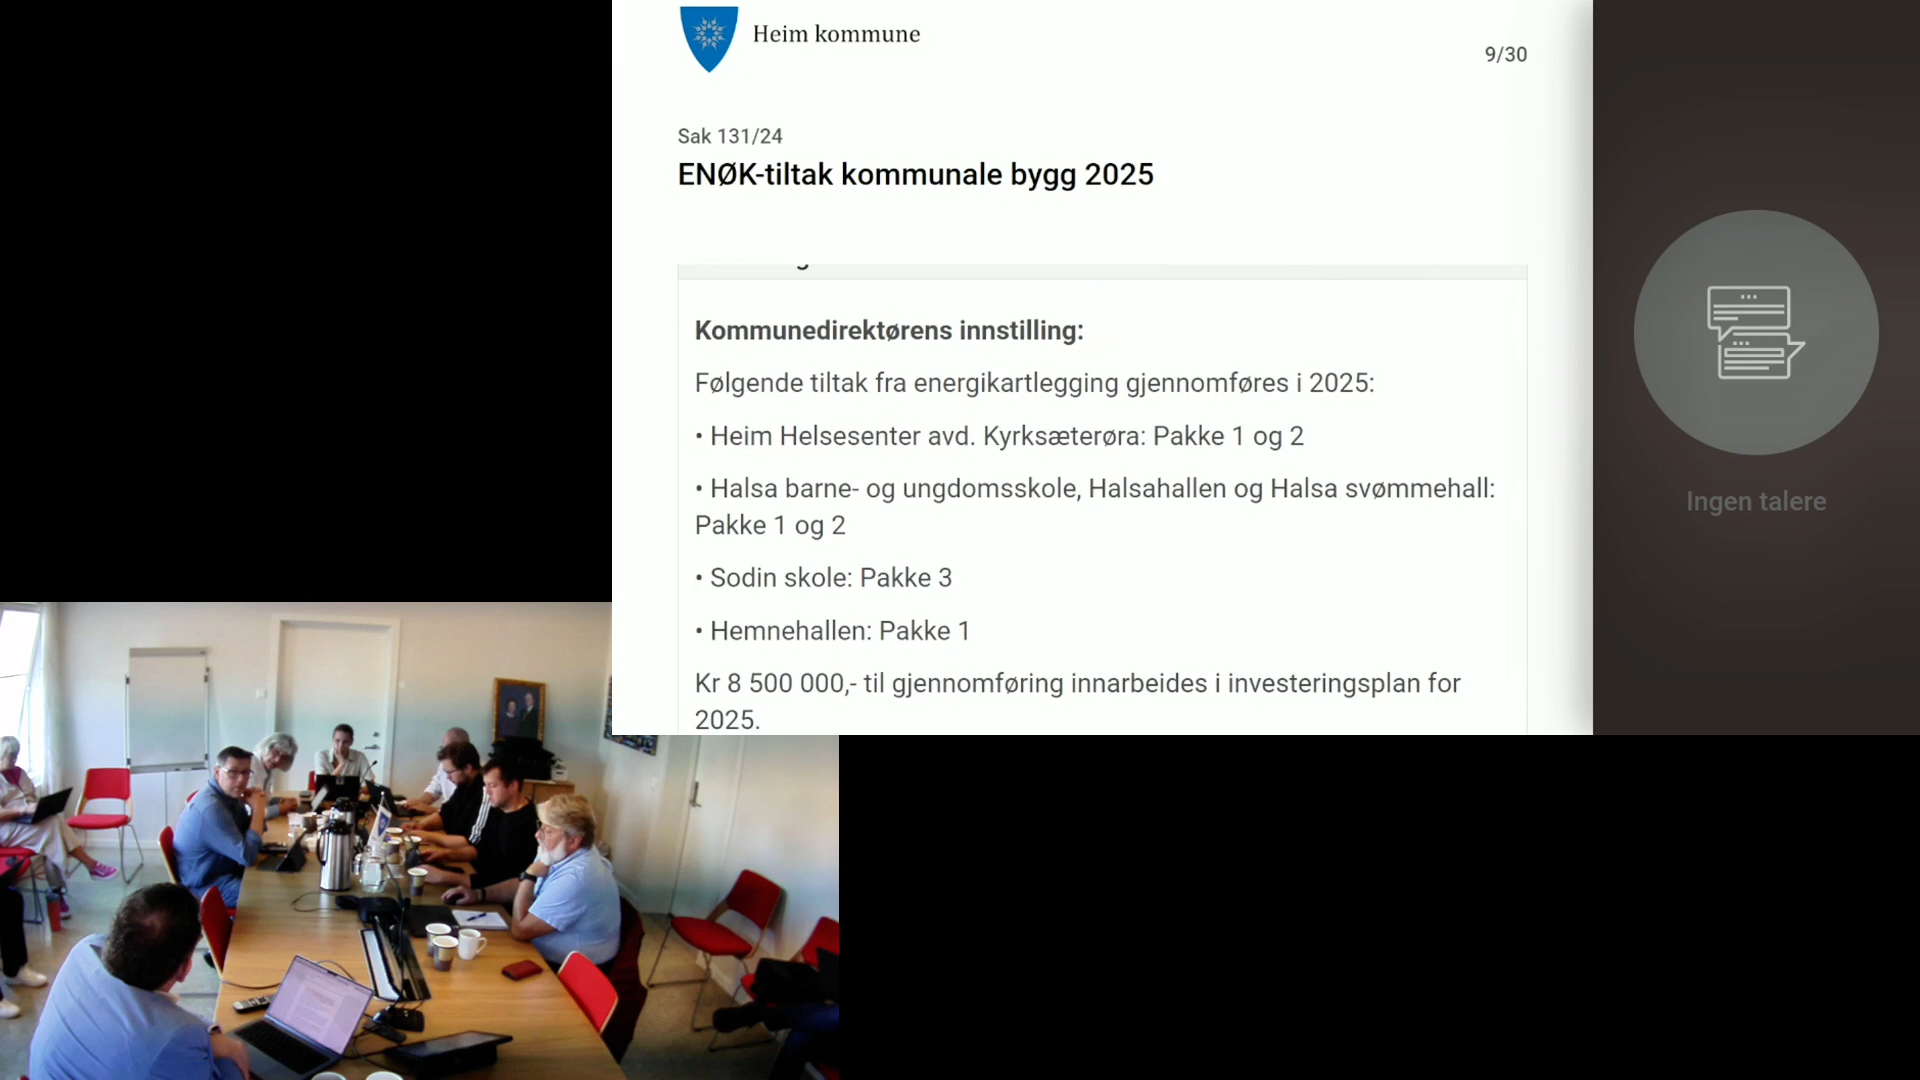 Heim kommune
9/30
Sak 131/24
ENØK-tiltak kommunale bygg 2025
Kommunedirektørens innstilling:
Følgende tiltak fra energikartlegging gjennomføres i 2025:
• Heim Helsesenter avd. Kyrksæterøra: Pakke 1 og 2
• Halsa barne- og ungdomsskole, Halsahallen og Halsa svømmehall:
Pakke 1 og 2
• Sodin skole: Pakke 3
• Hemnehallen: Pakke 1
Kr 8 500 000,- til gjennomføring innarbeides i investeringsplan for
2025.
Ingen talere